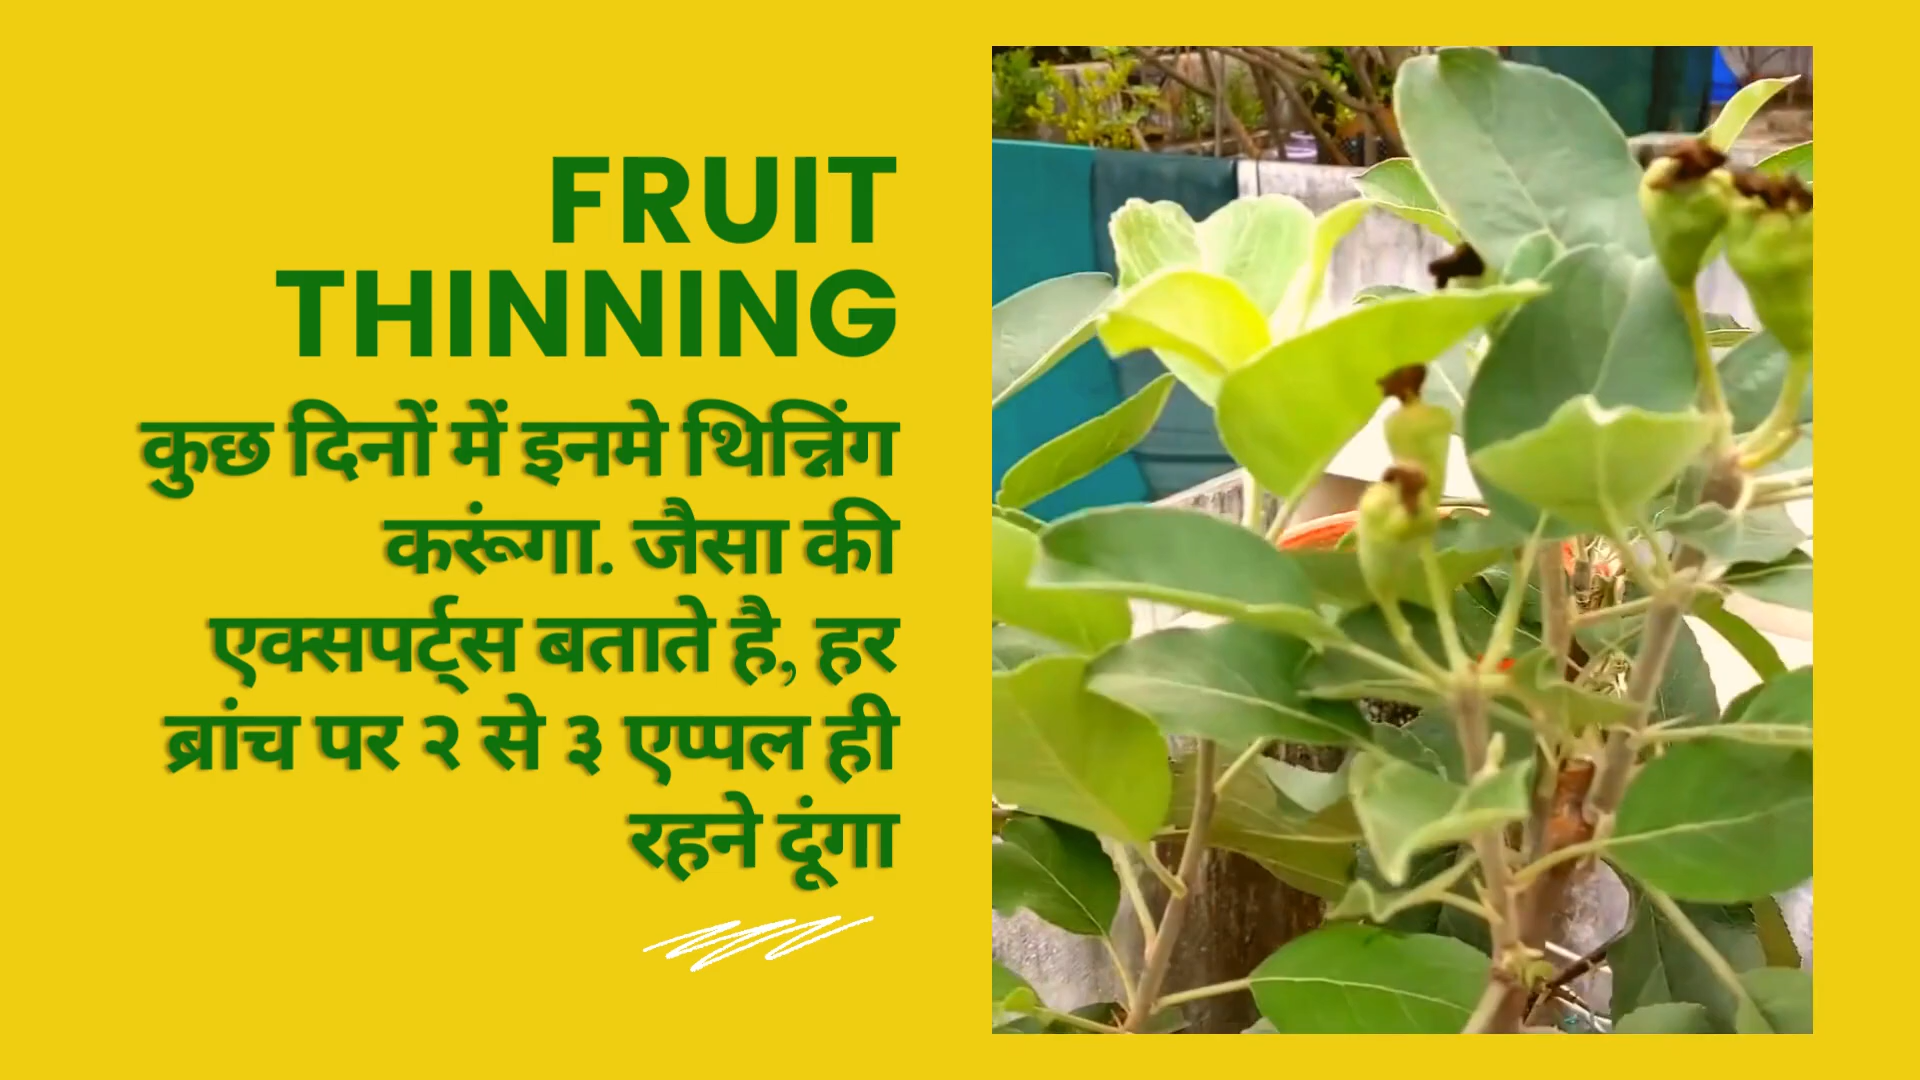 FRUIT
THINNING
कुछ दिनों में इनमे थिन्निंग
करूंगा. जैसा की
एक्सपर्ट्स बताते है, हर
ब्रांच पर २ से ३ एप्पल ही
रहने दूंगा